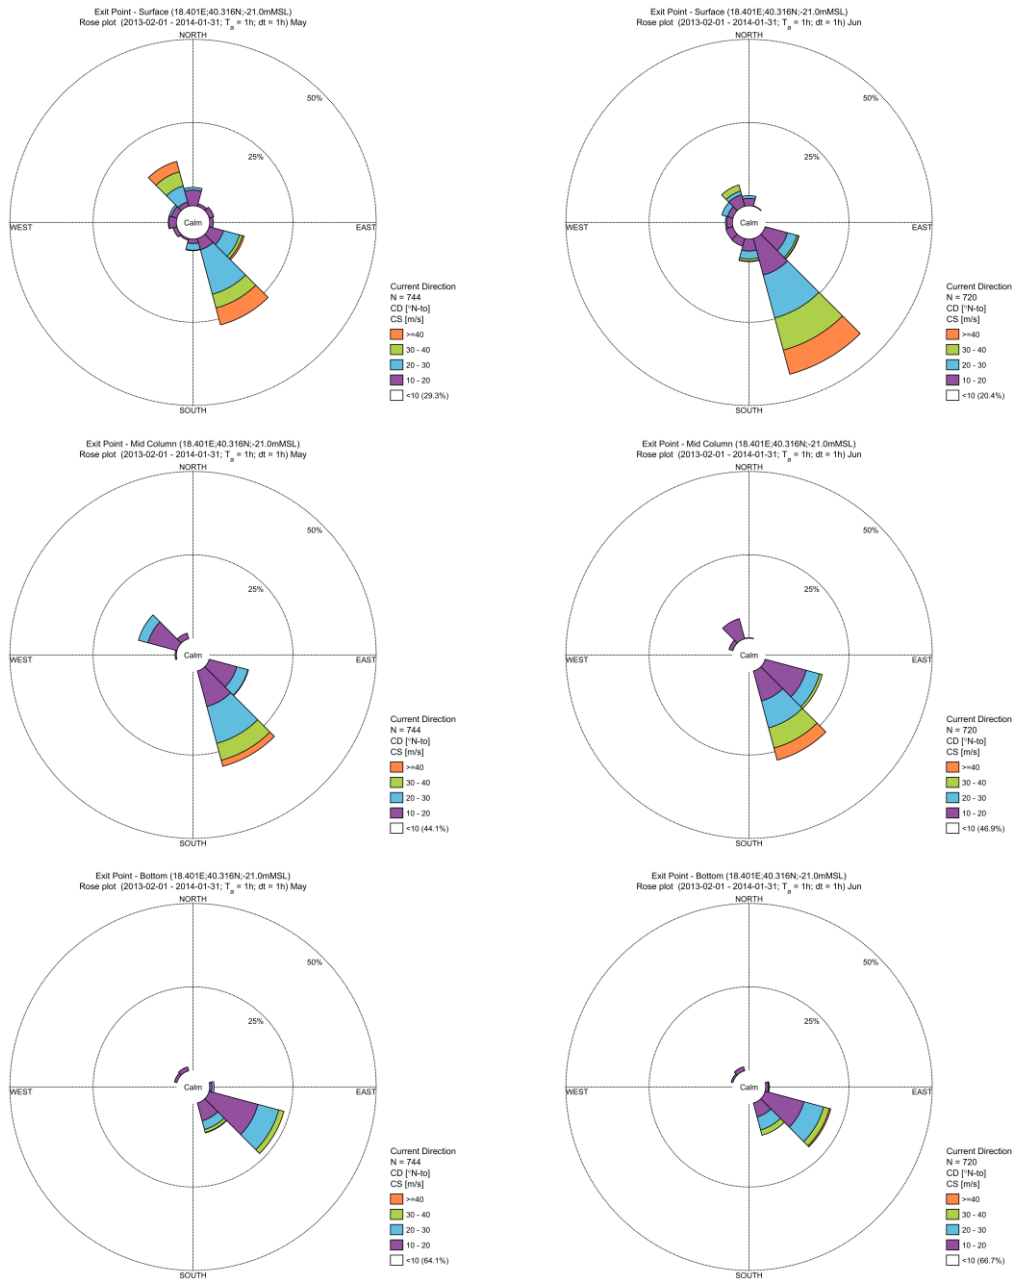 Exit Point - Surface (18.401E;40.316N;-21.0mMSL)
Rose plot (2013-02-01 - 2014-01-31; Ta = 1h; dt = 1h) May
NORTH
50%
25%
Calm
WEST
EAST
SOUTH
Current Direction
N = 744
CD [°N-to]
CS [m/s]
>=40
30 - 40
20 - 30
10 - 20
<10 (29.3%)
Exit Point - Surface (18.401E;40.316N;-21.0mMSL)
Rose plot (2013-02-01 - 2014-01-31; Ta = 1h; dt = 1h) Jun
NORTH
50%
25%
Calm
WEST
EAST
SOUTH
Current Direction
N = 720
CD [°N-to]
CS [m/s]
>=40
30 - 40
20 - 30
10 - 20
<10 (20.4%)
Exit Point - Mid Column (18.401E;40.316N;-21.0mMSL)
Rose plot (2013-02-01 - 2014-01-31; Ta = 1h; dt = 1h) May
NORTH
50%
25%
Calm
WEST
EAST
SOUTH
Current Direction
N = 744
CD [°N-to]
CS [m/s]
>=40
30 - 40
20 - 30
10 - 20
<10 (44.1%)
Exit Point - Mid Column (18.401E;40.316N;-21.0mMSL)
Rose plot (2013-02-01 - 2014-01-31; Ta = 1h; dt = 1h) Jun
NORTH
50%
25%
Calm
WEST
EAST
SOUTH
Current Direction
N = 720
CD [°N-to]
CS [m/s]
>=40
30 - 40
20 - 30
10 - 20
<10 (46.9%)
Exit Point - Bottom (18.401E;40.316N;-21.0mMSL)
Rose plot (2013-02-01 - 2014-01-31; Ta = 1h; dt = 1h) May
NORTH
50%
25%
Calm
WEST
EAST
SOUTH
Current Direction
N = 744
CD [°N-to]
CS [m/s]
>=40
30 - 40
20 - 30
10 - 20
<10 (64.1%)
Exit Point - Bottom (18.401E;40.316N;-21.0mMSL)
Rose plot (2013-02-01 - 2014-01-31; Ta = 1h; dt = 1h) Jun
NORTH
50%
25%
Calm
WEST
EAST
SOUTH
Current Direction
N = 720
CD [°N-to]
CS [m/s]
>=40
30 - 40
20 - 30
10 - 20
<10 (66.7%)